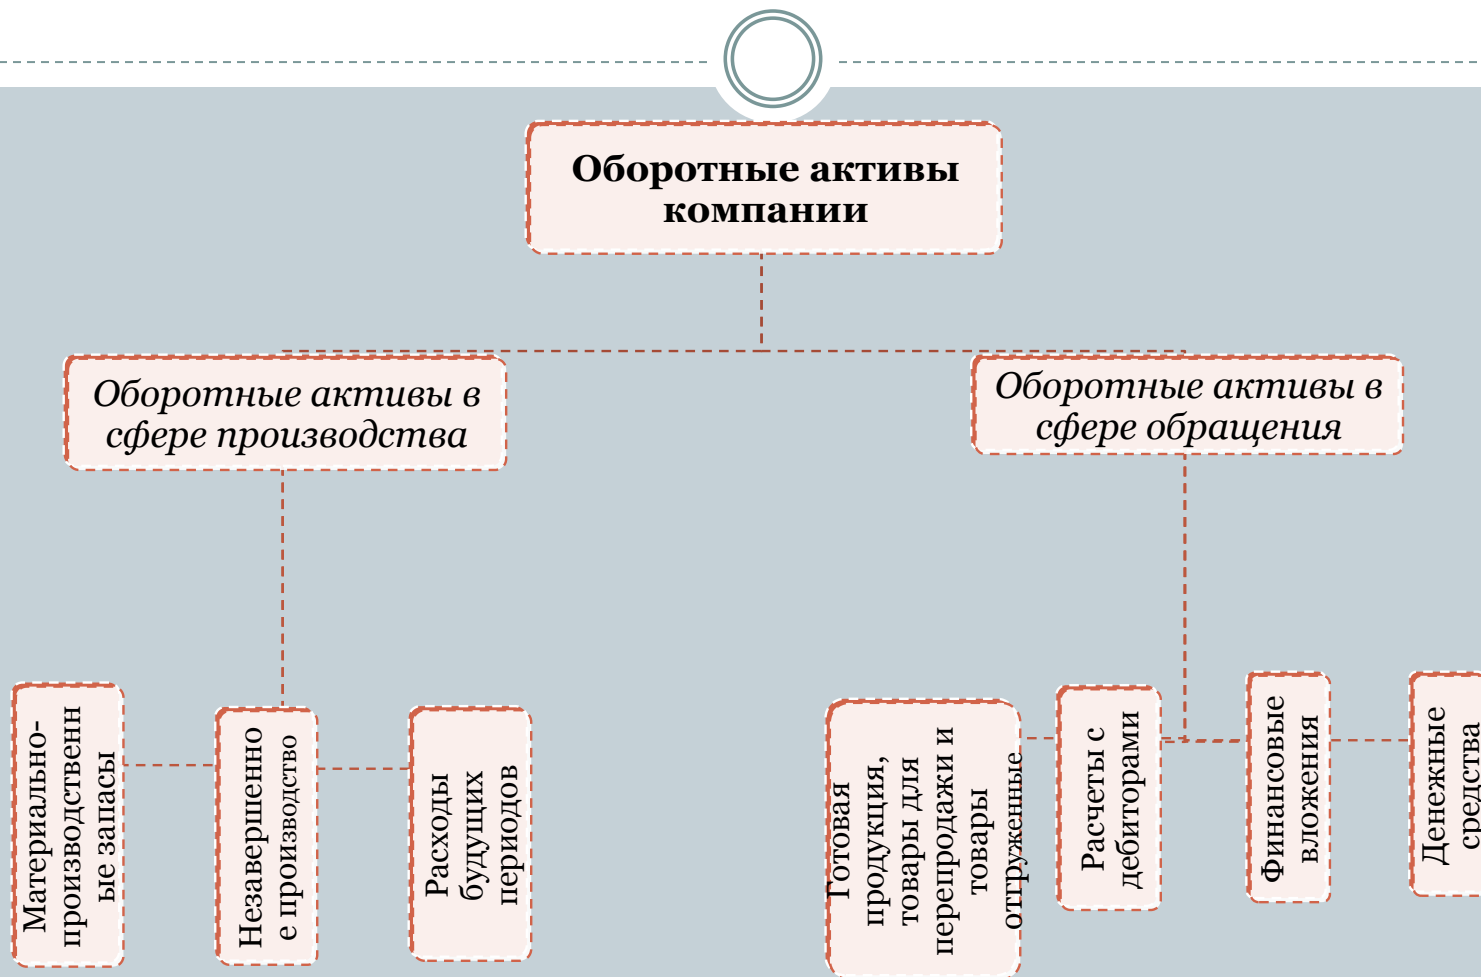 Оборотные активы
компании
Оборотные активы в
сфере производства
Оборотные активы в
сфере обращения
Материально-
производственн
ые запасы
Незавершенно
е производство
Расходы
будущих
периодов
Готовая
продукция,
товары для
перепродажи и
товары
отгруженные
Расчеты с
дебиторами
Финансовые
вложения
Денежные
средства